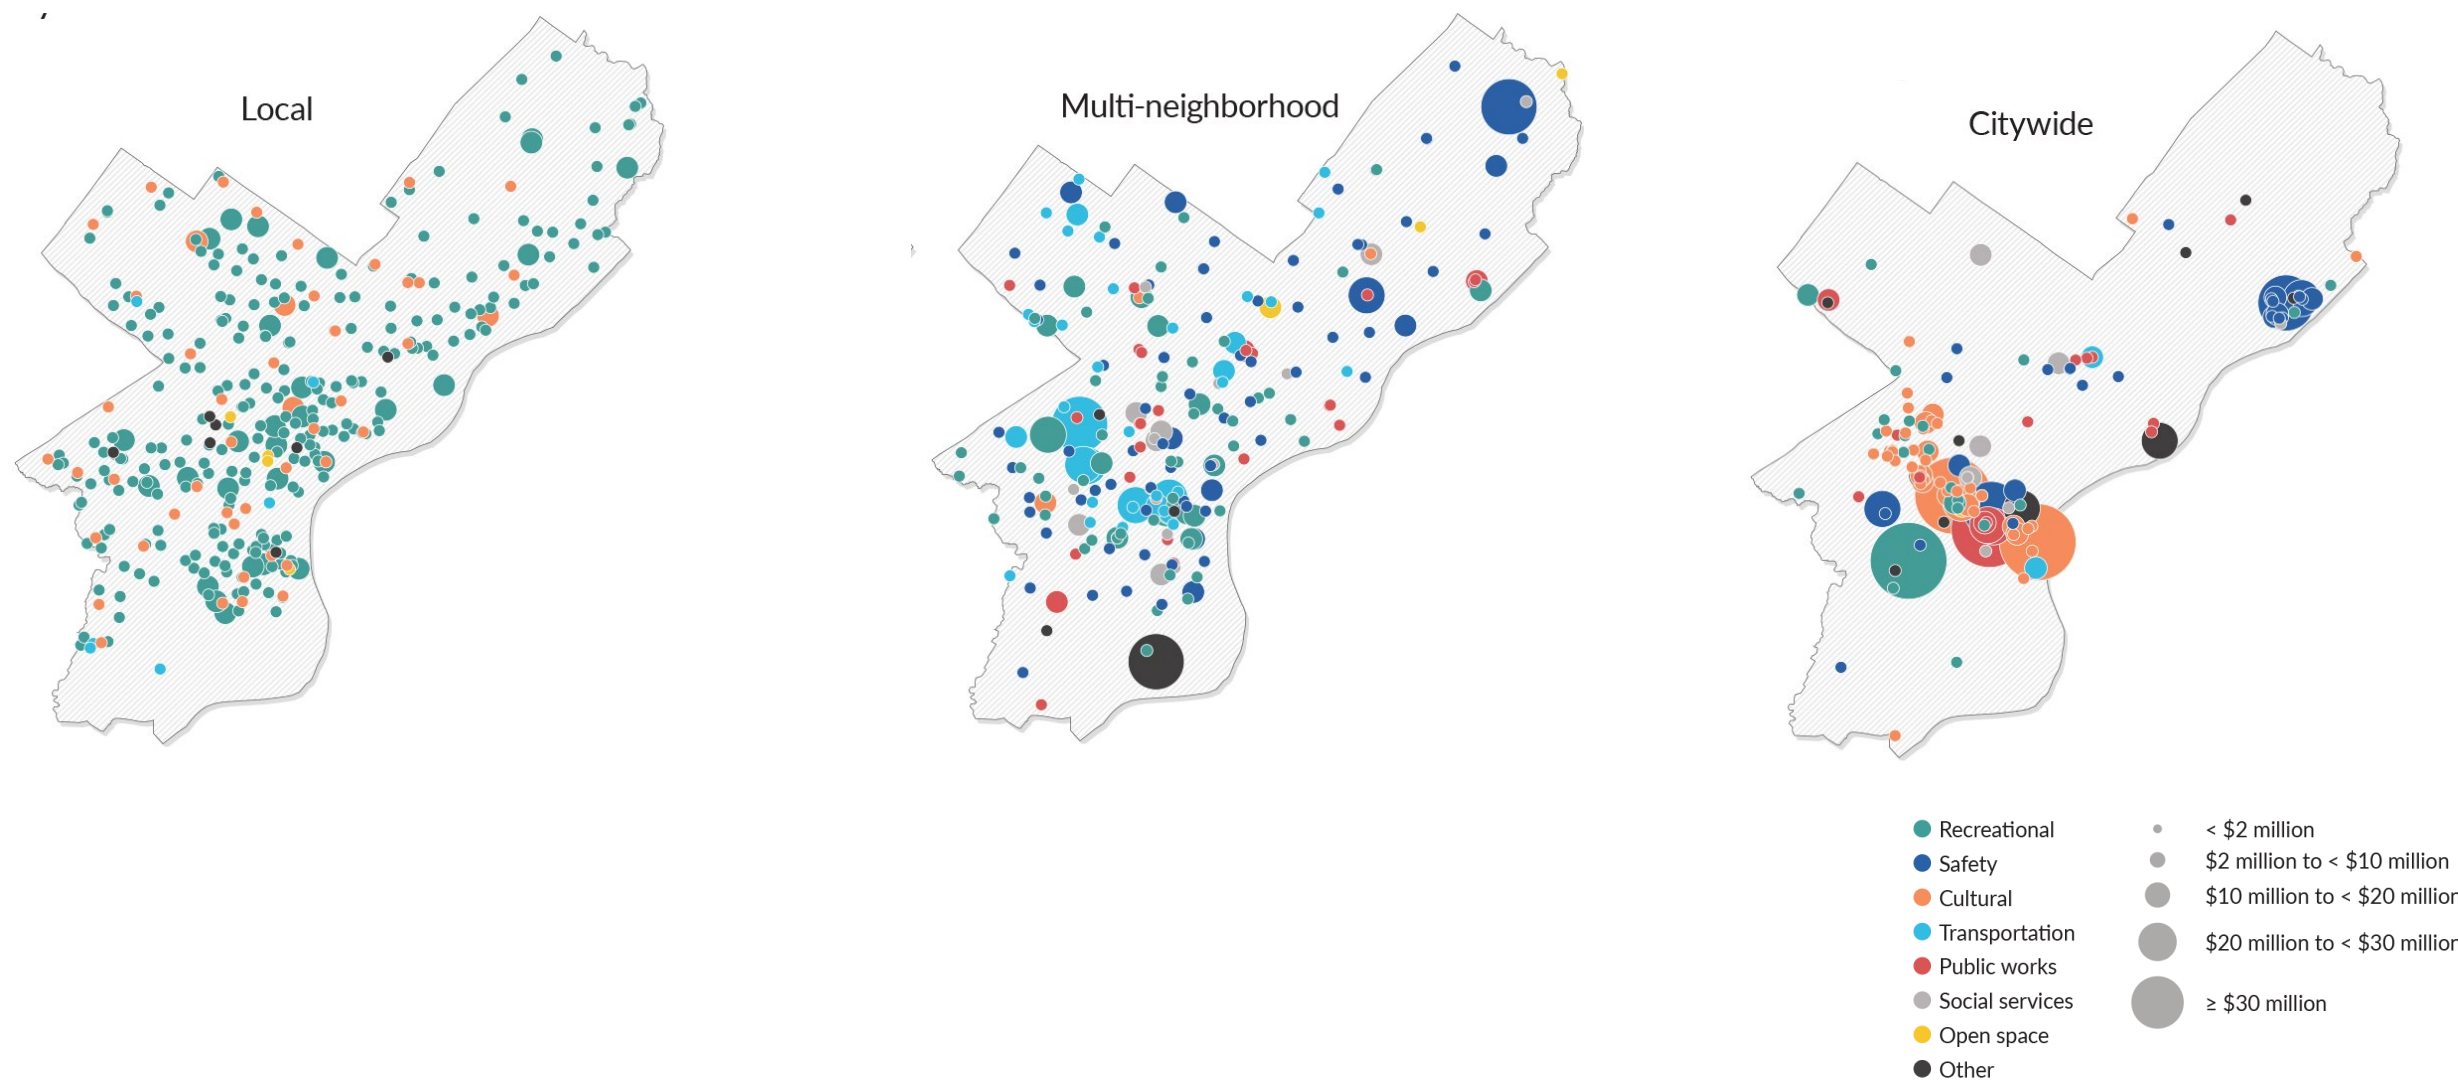 Local
Multi-neighborhood
Citywide
Recreational
< $2 million
Safety
$2 million to < $10 million
Cultural
$10 million to < $20 million
Transportation
$20 million to < $30 million
Public works
Social services
≥ $30 million
Open space
Other